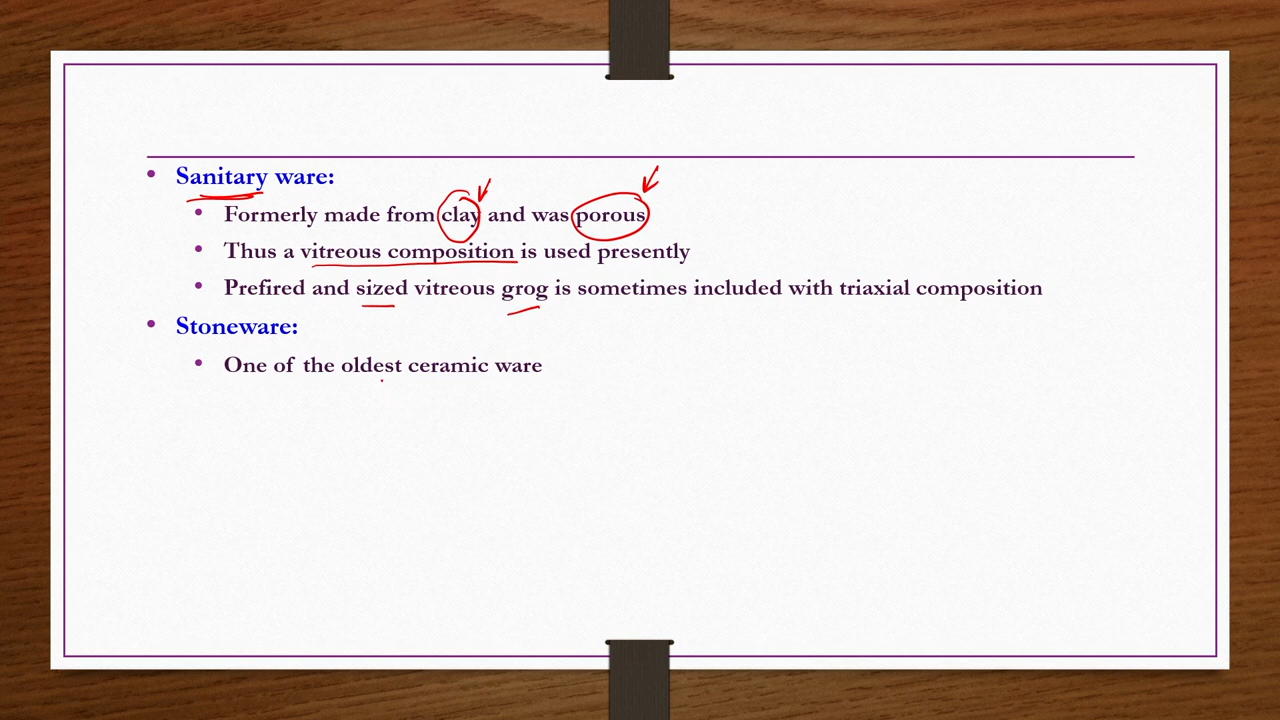 • Sanitary ware:
• Formerly made from clay and was porous
• Thus a vitreous composition is used presently
• Prefired and sized vitreous grog is sometimes included with triaxial composition
• Stoneware:
• One of the oldest ceramic ware